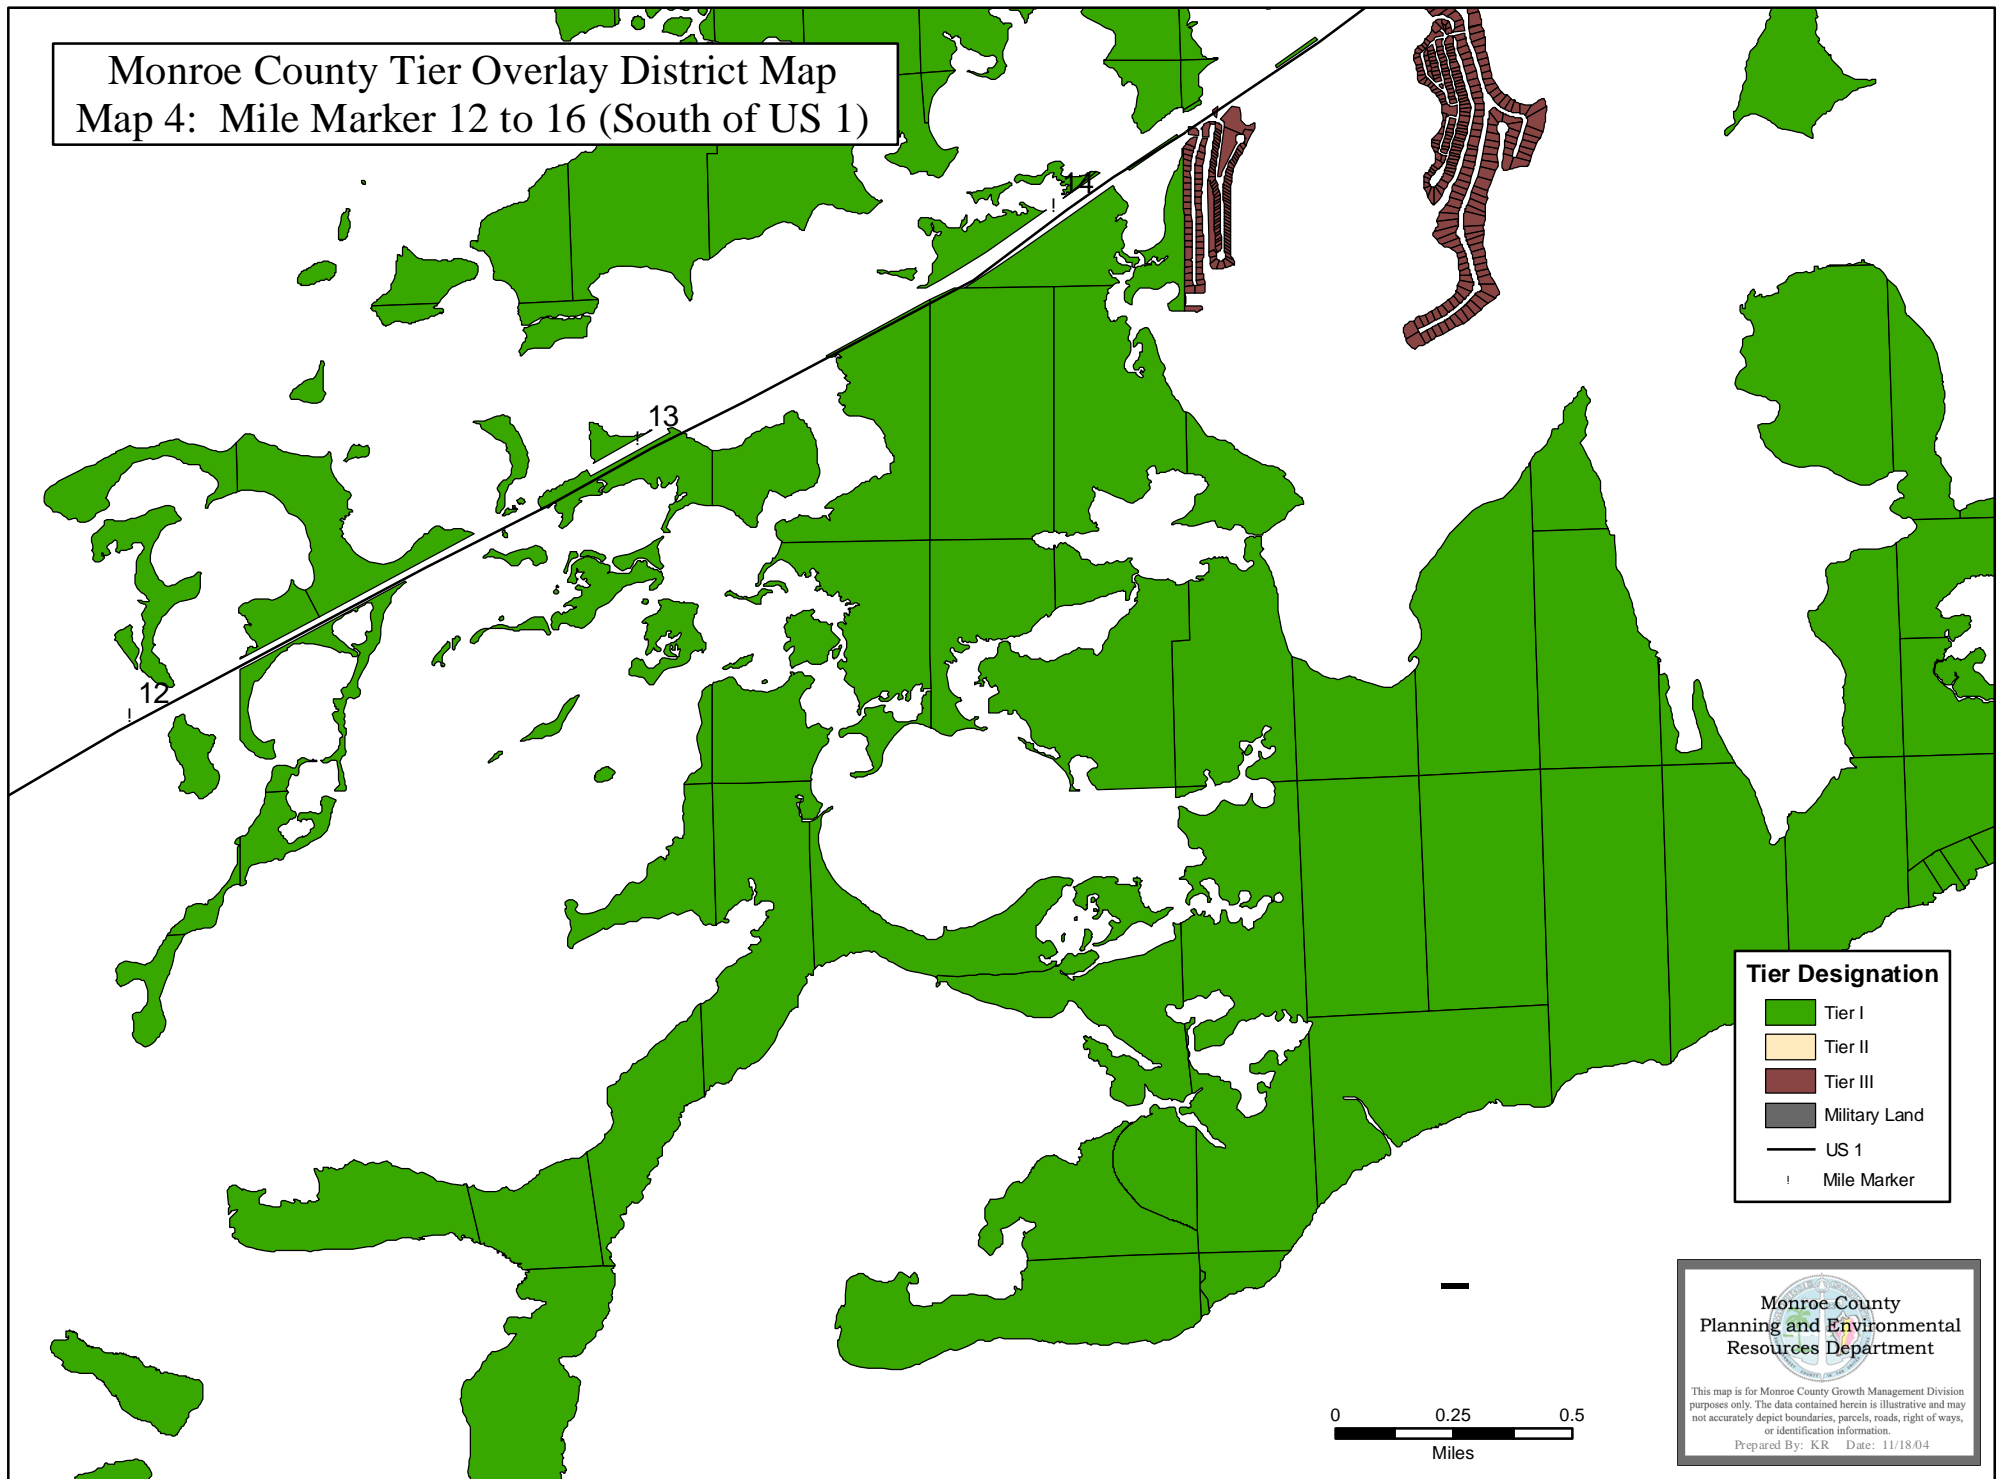 Monroe County Tier Overlay District Map
Map 4: Mile Marker 12 to 16 (South of US 1)
14
13
12
Tier Designation
Tier I
Tier II
Tier III
Military Land
US 1
! Mile Marker
Monroe County
Planning and Environmental
Resources Department
This map is for Monroe County Growth Management Division
purposes only. The data contained herein is illustrative and may
not accurately depict boundaries, parcels, roads, right of ways,
or identification information.
Prepared By: KR Date: 11/18/04
0 0.25 0.5
Miles